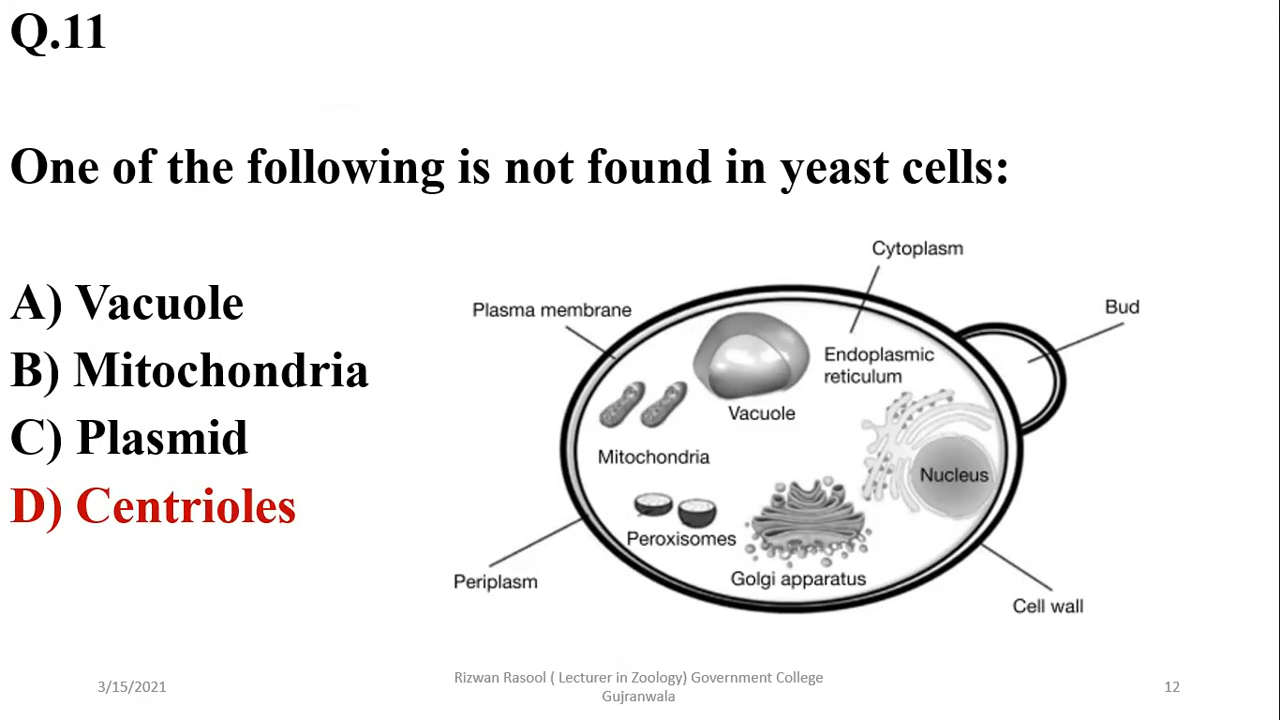 Q.11
One of the following is not found in yeast cells:
A) Vacuole
B) Mitochondria
C) Plasmid
D) Centrioles
Cytoplasm
Plasma membrane
Bud
Endoplasmic
reticulum
Vacuole
Mitochondria
Nucleus
Peroxisomes
Golgi apparatus
Periplasm
Cell wall
3/15/2021
Rizwan Rasool ( Lecturer in Zoology) Government College
Gujranwala
12